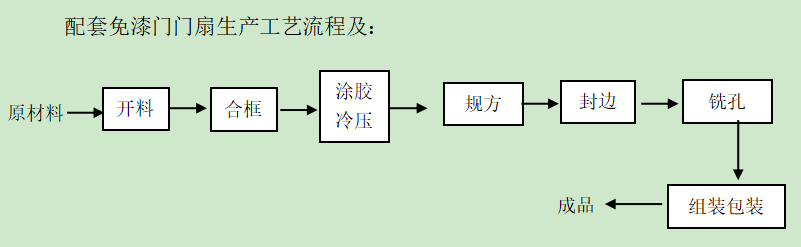 配套免漆门门扇生产工艺流程及：
原材料
开料
合框
涂胶
冷压
规方
封边
铣孔
组装包装
成品